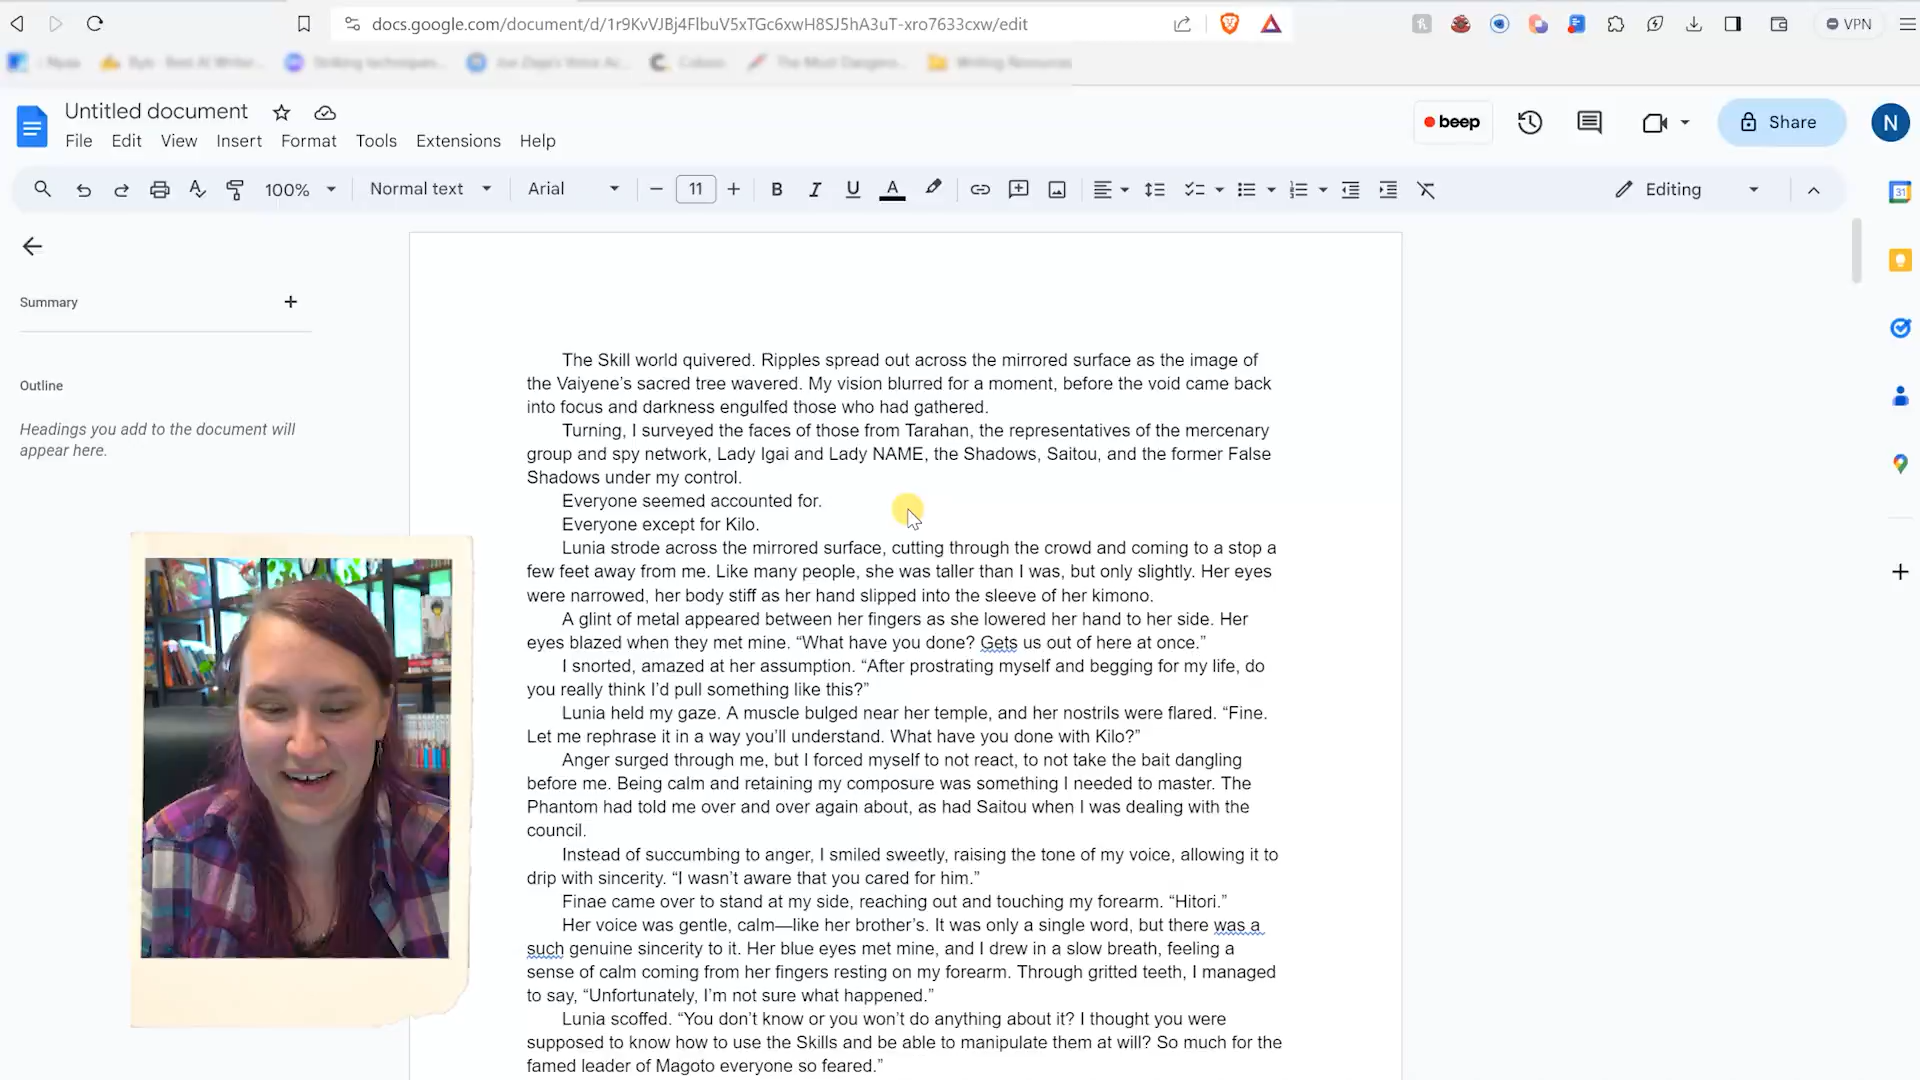 docs.google.com/document/d/1r9KvVJBj4FlbuV5xTGc6xwH8SJ5hA3uT-xro7633cxw/edit
VPN
Untitled document
File Edit View Insert Format Tools Extensions Help
beep
Share
N
100% Normal text Arial 11 Editing
31
Summary
Outline
Headings you add to the document will
appear here.
The Skill world quivered. Ripples spread out across the mirrored surface as the image of
the Vaiyene’s sacred tree wavered. My vision blurred for a moment, before the void came back
into focus and darkness engulfed those who had gathered.
Turning, I surveyed the faces of those from Tarahan, the representatives of the mercenary
group and spy network, Lady Igai and Lady NAME, the Shadows, Saitou, and the former False
Shadows under my control.
Everyone seemed accounted for.
Everyone except for Kilo.
Lunia strode across the mirrored surface, cutting through the crowd and coming to a stop a
few feet away from me. Like many people, she was taller than I was, but only slightly. Her eyes
were narrowed, her body stiff as her hand slipped into the sleeve of her kimono.
A glint of metal appeared between her fingers as she lowered her hand to her side. Her
eyes blazed when they met mine. “What have you done? Gets us out of here at once.”
I snorted, amazed at her assumption. “After prostrating myself and begging for my life, do
you really think I’d pull something like this?”
Lunia held my gaze. A muscle bulged near her temple, and her nostrils were flared. “Fine.
Let me rephrase it in a way you’ll understand. What have you done with Kilo?”
Anger surged through me, but I forced myself to not react, to not take the bait dangling
before me. Being calm and retaining my composure was something I needed to master. The
Phantom had told me over and over again about, as had Saitou when I was dealing with the
council.
Instead of succumbing to anger, I smiled sweetly, raising the tone of my voice, allowing it to
drip with sincerity. “I wasn’t aware that you cared for him.”
Finae came over to stand at my side, reaching out and touching my forearm. “Hitori.”
Her voice was gentle, calm—like her brother’s. It was only a single word, but there was a
such genuine sincerity to it. Her blue eyes met mine, and I drew in a slow breath, feeling a
sense of calm coming from her fingers resting on my forearm. Through gritted teeth, I managed
to say, “Unfortunately, I’m not sure what happened.”
Lunia scoffed. “You don’t know or you won’t do anything about it? I thought you were
supposed to know how to use the Skills and be able to manipulate them at will? So much for the
famed leader of Magoto everyone so feared.”